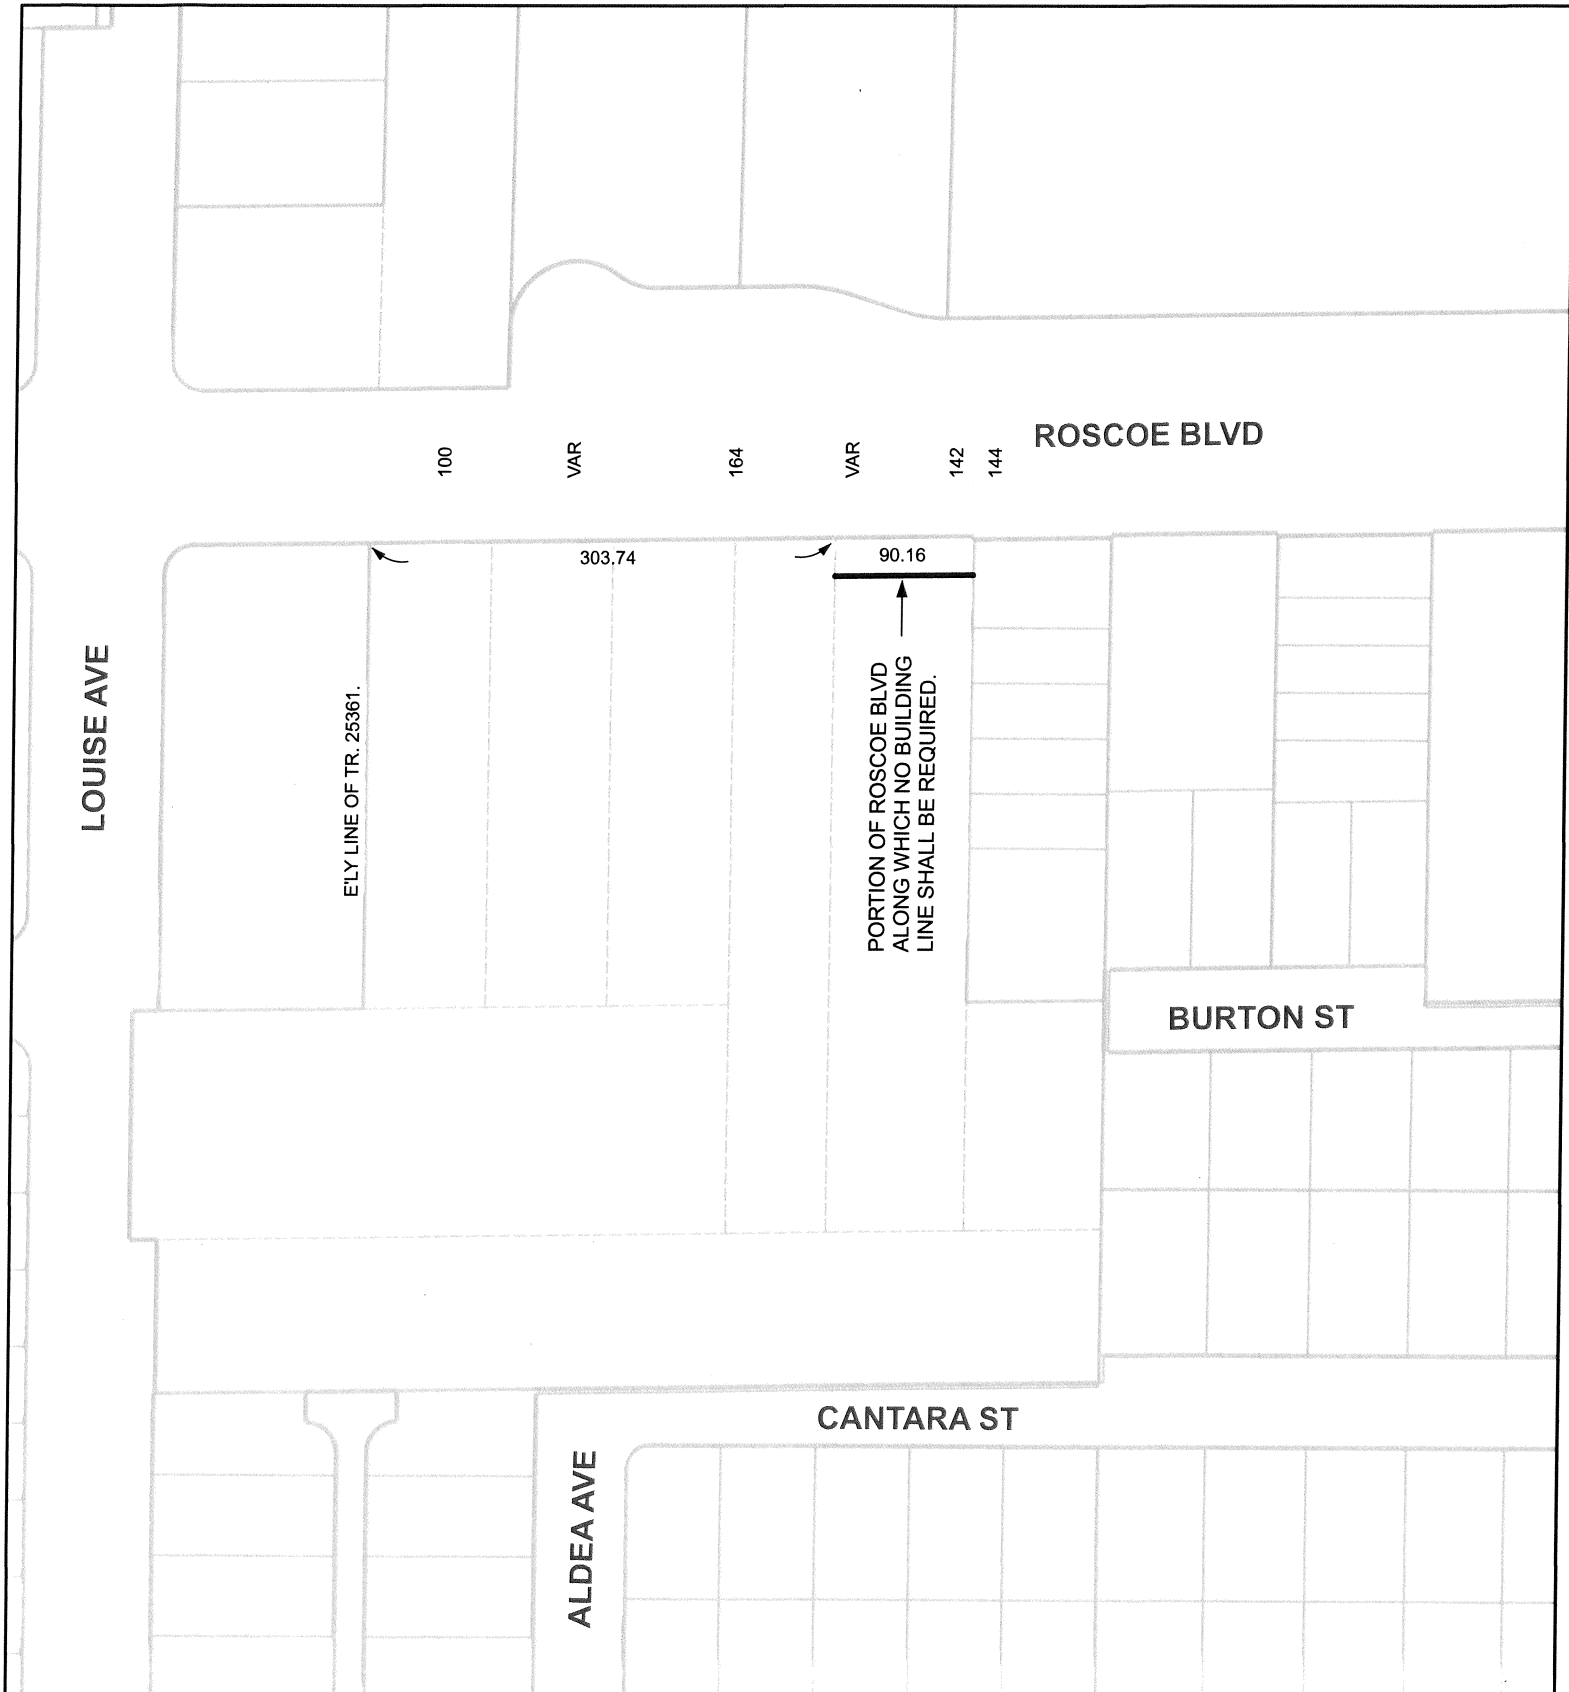 ROSCOE BLVD
100
VAR
164
VAR
142
144
303.74
90.16
LOUISE AVE
E'LY LINE OF TR. 25361.
PORTION OF ROSCOE BLVD
ALONG WHICH NO BUILDING
LINE SHALL BE REQUIRED.
BURTON ST
CANTARA ST
ALDEA AVE